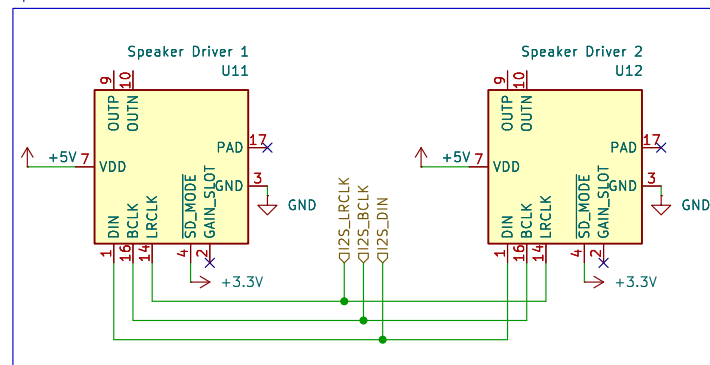 Speaker Driver 1
U11
9
10
OUTP
OUTN
+5V
7
VDD
PAD
17
GND
3
GND
DIN
BCLK
LRCLK
SD_MODE
GAIN_SLOT
1
16
14
4
2
+3.3V
I2S_LRCLK
I2S_BCLK
I2S_DIN
Speaker Driver 2
U12
9
10
OUTP
OUTN
+5V
7
VDD
PAD
17
GND
3
GND
DIN
BCLK
LRCLK
SD_MODE
GAIN_SLOT
1
16
14
4
2
+3.3V